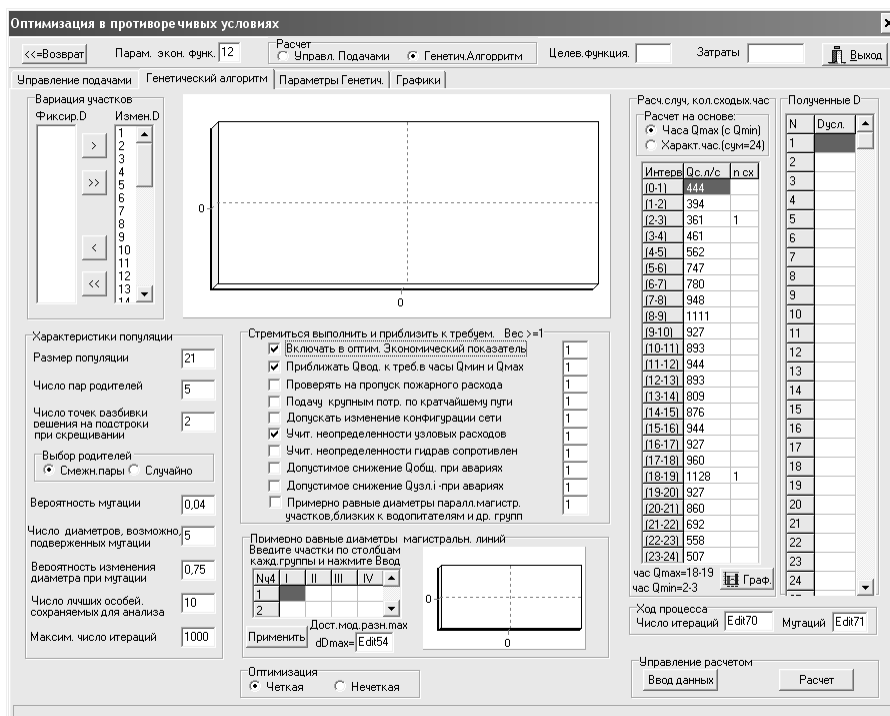 Оптимизация в противоречивых условиях
<<=Возврат
Парам. экон. функ. 12
Расчет
Управл. Подачами
Генетич.Алгорритм
Целев.функция.
Затраты
Выход
Управление подачами
Генетический алгоритм
Параметры Генетич.
Графики
Вариация участков
Фиксир.D
Измен.D
>
>>
<
<<
1
2
3
4
5
6
7
8
9
10
11
12
13
14
0
0
Характеристики популяции
Размер популяции 21
Число пар родителей 5
Число точек разбивки
решения на подстроки
при скрещивании
2
Выбор родителей
Смежн.пары
Случайно
Вероятность мутации 0,04
Число диаметров, возможно,
подверженных мутации
5
Вероятность изменения
диаметра при мутации
0,75
Число лчших особей.
сохраняемых для анализа
10
Максим. число итераций 1000
Стремиться выполнить и приблизить к требуем. Вес >=1
Включать в оптим. Экономический показатель 1
Приближать Qвод. к треб.в часы Qмин и Qмах 1
Проверять на пропуск пожарного расхода 1
Подачу крупным потр. по кратчайшему пути 1
Допускать изменение конфигурации сети 1
Учит. неопределенности узловых расходов 1
Учит. неопределенности гидрав сопротивлен 1
Допустимое снижение Qобщ. при авариях 1
Допустимое снижение Qузл.i -при авариях 1
Примерно равные диаметры паралл.магистр.
участков,близких к водопитателям и др. групп
1
Примерно равные диаметры магистральн. линий
Введите участки по столбцам
кажд.группы и нажмите Ввод
Nу4 I II III IV
1
2
Применить
Дост.мод.разн.max
dDmax= Edit54
0
0
Оптимизация
Четкая
Нечеткая
Расч.случ, кол.сходых.час
Расчет на основе:
Часа Qmax (с Qmin)
Характ.час.(сум=24)
Интерв Qс.л/с n сх
(0-1) 444
(1-2) 394
(2-3) 361 1
(3-4) 461
(4-5) 562
(5-6) 747
(6-7) 780
(7-8) 948
(8-9) 1111
(9-10) 927
(10-11) 893
(11-12) 944
(12-13) 893
(13-14) 809
(14-15) 876
(15-16) 944
(16-17) 927
(17-18) 960
(18-19) 1128 1
(19-20) 927
(20-21) 860
(21-22) 692
(22-23) 558
(23-24) 507
час Qmax=18-19
час Qmin=2-3
Граф.
Полученные D
N Dусл.
1
2
3
4
5
6
7
8
9
10
11
12
13
14
15
16
17
18
19
20
21
22
23
24
Ход процесса
Число итераций Edit70
Мутаций Edit71
Управление расчетом
Ввод данных
Расчет